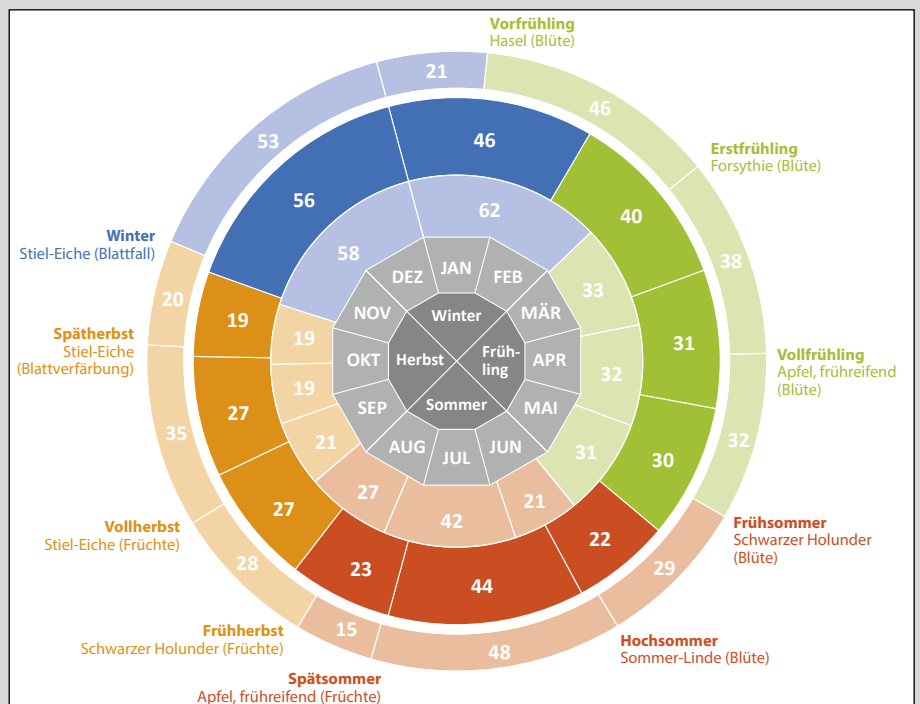 Vorfrühling
Hasel (Blüte)
Erstfrühling
Forsythie (Blüte)
Vollfrühling
Apfel, frühreifend
(Blüte)
Frühsommer
Schwarzer Holunder
(Blüte)
Hochsommer
Sommer-Linde (Blüte)
Spätsommer
Apfel, frühreifend (Früchte)
Frühherbst
Schwarzer Holunder (Früchte)
Vollherbst
Stiel-Eiche (Früchte)
Spätherbst
Stiel-Eiche
(Blattverfärbung)
Winter
Stiel-Eiche (Blattfall)
21
46
38
32
29
48
15
28
35
20
53
46
40
31
30
22
44
23
27
27
19
56
62
33
32
31
21
42
27
21
19
19
58
JAN
FEB
MÄR
APR
MAI
JUN
JUL
AUG
SEP
OKT
NOV
DEZ
Winter
Früh-
ling
Sommer
Herbst